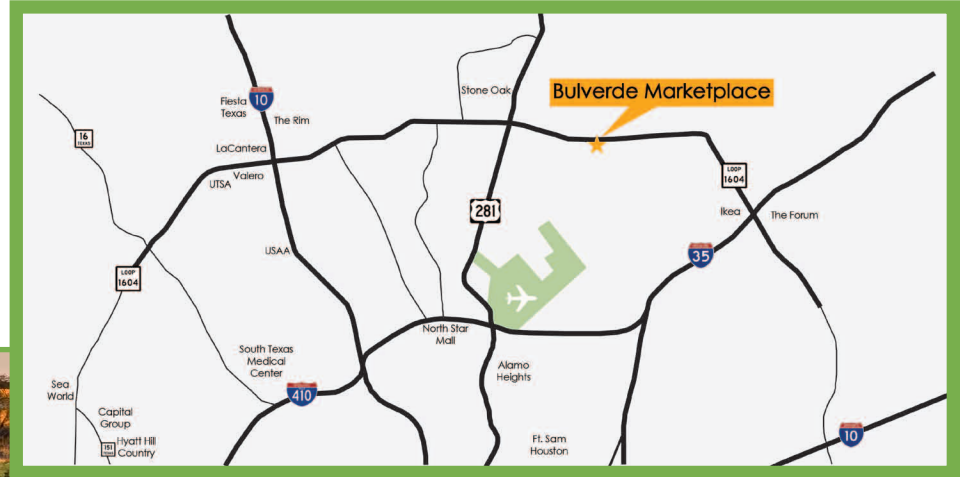 Bulverde Marketplace
Stone Oak
Fiesta
Texas
10
The Rim
16
TEXAS
LaCantera
Valero
UTSA
LOOP
1604
281
Ikea
The Forum
USAA
35
LOOP
1604
North Star
Mall
South Texas
Medical
Center
Alamo
Heights
410
Sea
World
Capital
Group
151
Hyatt Hill
Country
Ft. Sam
Houston
10